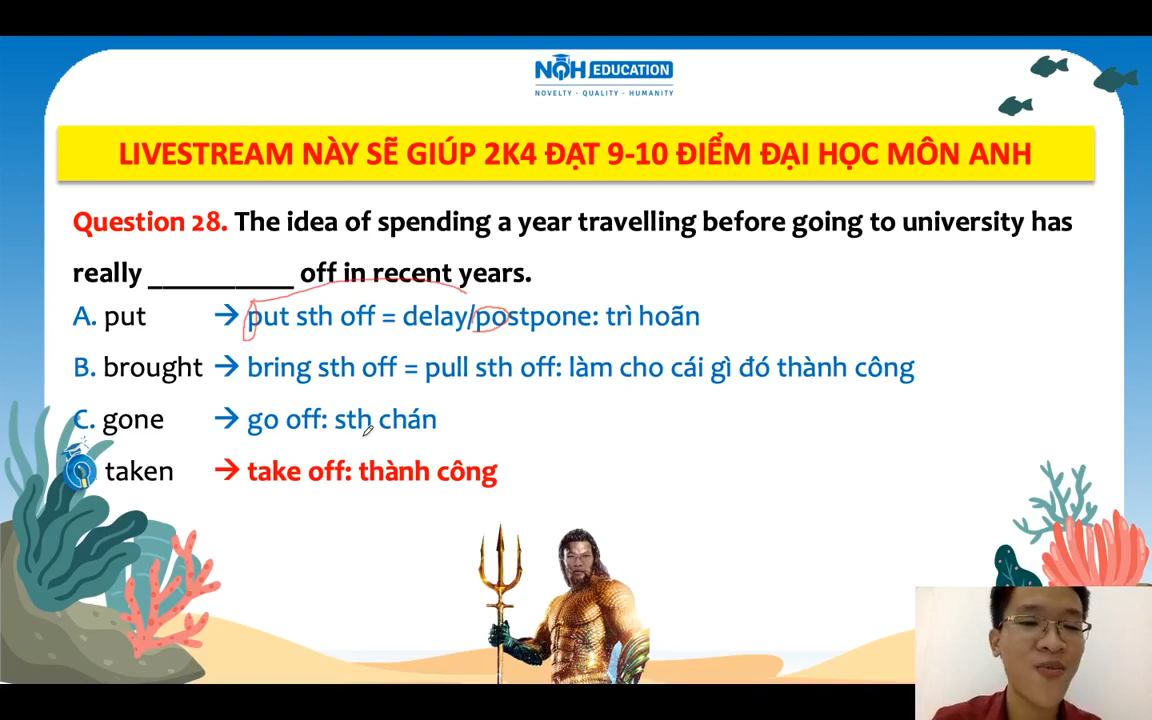 NQH EDUCATION
NOVELTY - QUALITY - HUMANITY
LIVESTREAM NÀY SẼ GIÚP 2K4 ĐẠT 9-10 ĐIỂM ĐẠI HỌC MÔN ANH
Question 28. The idea of spending a year travelling before going to university has
really __________ off in recent years.
A. put → put sth off = delay/postpone: trì hoãn
B. brought → bring sth off = pull sth off: làm cho cái gì đó thành công
C. gone → go off: sth chán
taken → take off: thành công